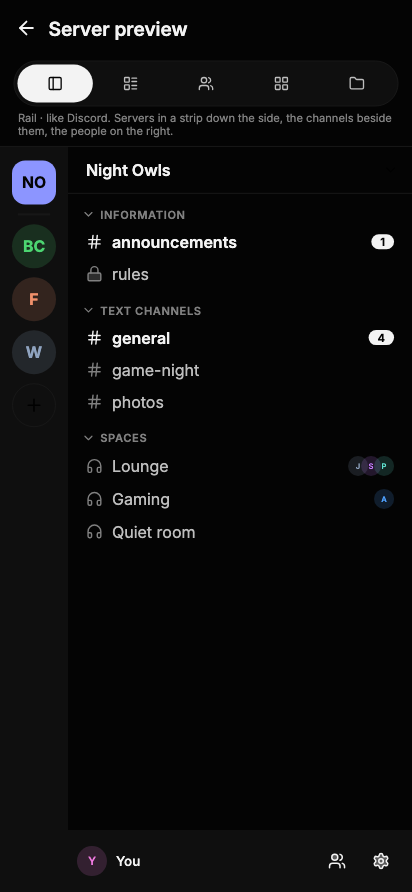 Server preview
Rail · like Discord. Servers in a strip down the side, the channels beside
them, the people on the right.
NO
Night Owls
INFORMATION
announcements 1
rules
BC
F
TEXT CHANNELS
general 4
W
game-night
photos
SPACES
Lounge J S P
Gaming A
Quiet room
Y You